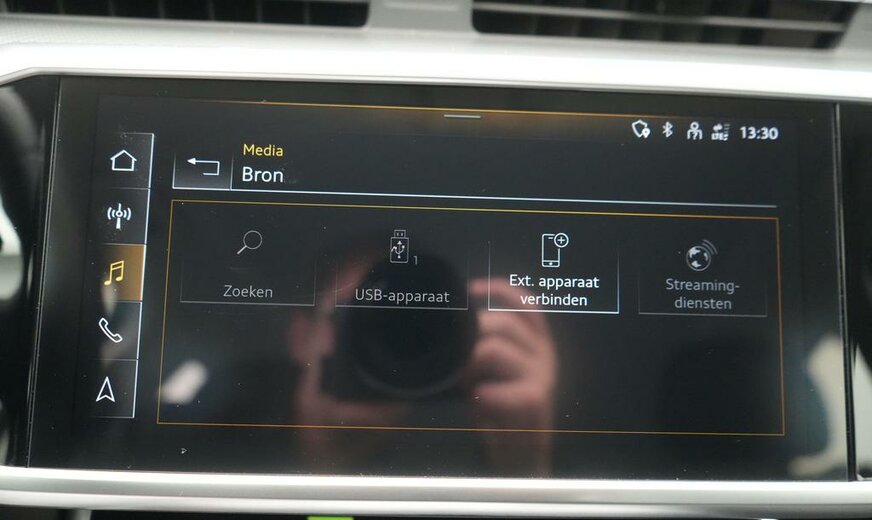 13:30
Media
Bron
Zoeken
1
USB-apparaat
Ext. apparaat
verbinden
Streaming-
diensten